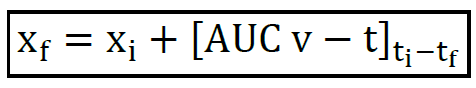 x_f = x_i + [AUC v − t]_{t_i−t_f}